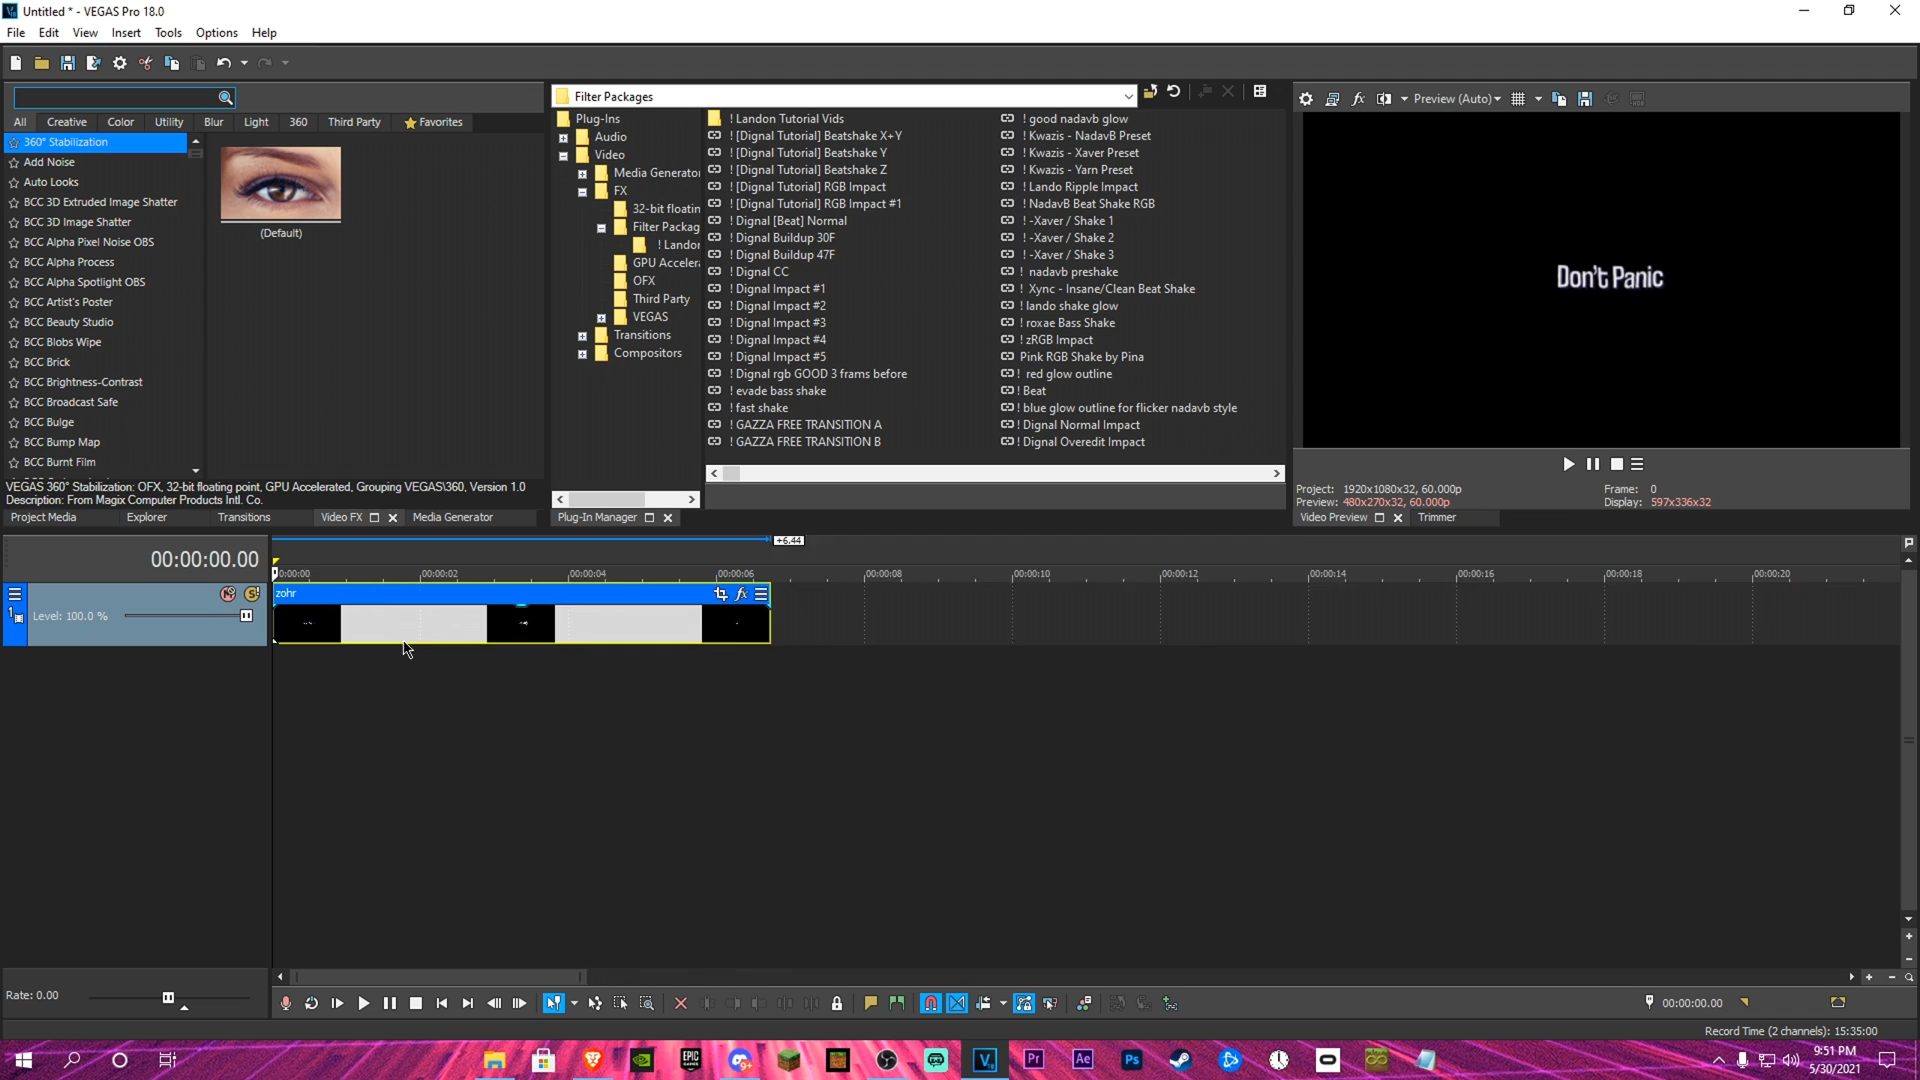 Untitled * - VEGAS Pro 18.0
File Edit View Insert Tools Options Help
Filter Packages
Preview (Auto)
All Creative Color Utility Blur Light 360 Third Party Favorites
360° Stabilization
Add Noise
Auto Looks
BCC 3D Extruded Image Shatter
BCC 3D Image Shatter
BCC Alpha Pixel Noise OBS
BCC Alpha Process
BCC Alpha Spotlight OBS
BCC Artist's Poster
BCC Beauty Studio
BCC Blobs Wipe
BCC Brick
BCC Brightness-Contrast
BCC Broadcast Safe
BCC Bulge
BCC Bump Map
BCC Burnt Film
(Default)
VEGAS 360° Stabilization: OFX, 32-bit floating point, GPU Accelerated, Grouping VEGAS\360, Version 1.0
Description: From Magix Computer Products Intl. Co.
Project Media Explorer Transitions Video FX Media Generator
Plug-Ins
Audio
Video
Media Generator
FX
32-bit floatin
Filter Packag
! Landon
GPU Acceler
OFX
Third Party
VEGAS
Transitions
Compositors
! Landon Tutorial Vids
! [Dignal Tutorial] Beatshake X+Y
! [Dignal Tutorial] Beatshake Y
! [Dignal Tutorial] Beatshake Z
! [Dignal Tutorial] RGB Impact
! [Dignal Tutorial] RGB Impact #1
! Dignal [Beat] Normal
! Dignal Buildup 30F
! Dignal Buildup 47F
! Dignal CC
! Dignal Impact #1
! Dignal Impact #2
! Dignal Impact #3
! Dignal Impact #4
! Dignal Impact #5
! Dignal rgb GOOD 3 frams before
! evade bass shake
! fast shake
! GAZZA FREE TRANSITION A
! GAZZA FREE TRANSITION B
! good nadavb glow
! Kwazis - NadavB Preset
! Kwazis - Xaver Preset
! Kwazis - Yarn Preset
! Lando Ripple Impact
! NadavB Beat Shake RGB
! -Xaver / Shake 1
! -Xaver / Shake 2
! -Xaver / Shake 3
! nadavb preshake
! Xync - Insane/Clean Beat Shake
! lando shake glow
! roxae Bass Shake
! zRGB Impact
Pink RGB Shake by Pina
! red glow outline
! Beat
! blue glow outline for flicker nadavb style
! Dignal Normal Impact
! Dignal Overedit Impact
Plug-In Manager
Don't Panic
Project: 1920x1080x32, 60.000p
Preview: 480x270x32, 60.000p
Frame: 0
Display: 597x336x32
Video Preview Trimmer
00:00:00.00
+6.44
0:00:00 00:00:02 00:00:04 00:00:06 00:00:08 00:00:10 00:00:12 00:00:14 00:00:16 00:00:18 00:00:20
1
Level: 100.0 %
zohr
fx
Rate: 0.00
00:00:00.00
Record Time (2 channels): 15:35:00
EPIC GAMES
9+
V
Pr
Ae
Ps
9:51 PM
5/30/2021